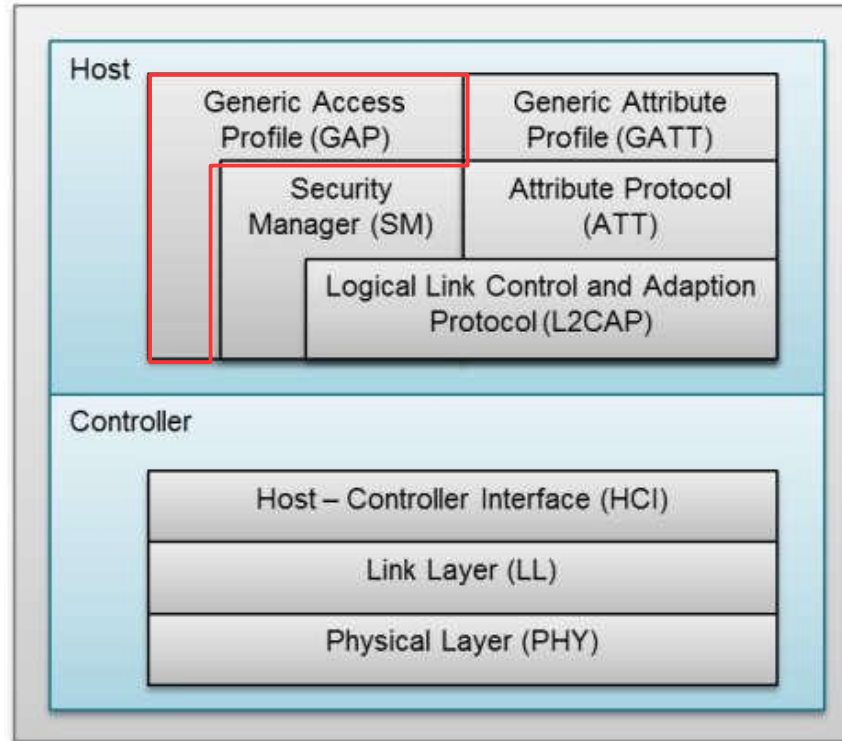 Host
Generic Access
Profile (GAP)
Generic Attribute
Profile (GATT)
Security
Manager (SM)
Attribute Protocol
(ATT)
Logical Link Control and Adaption
Protocol (L2CAP)
Controller
Host – Controller Interface (HCI)
Link Layer (LL)
Physical Layer (PHY)